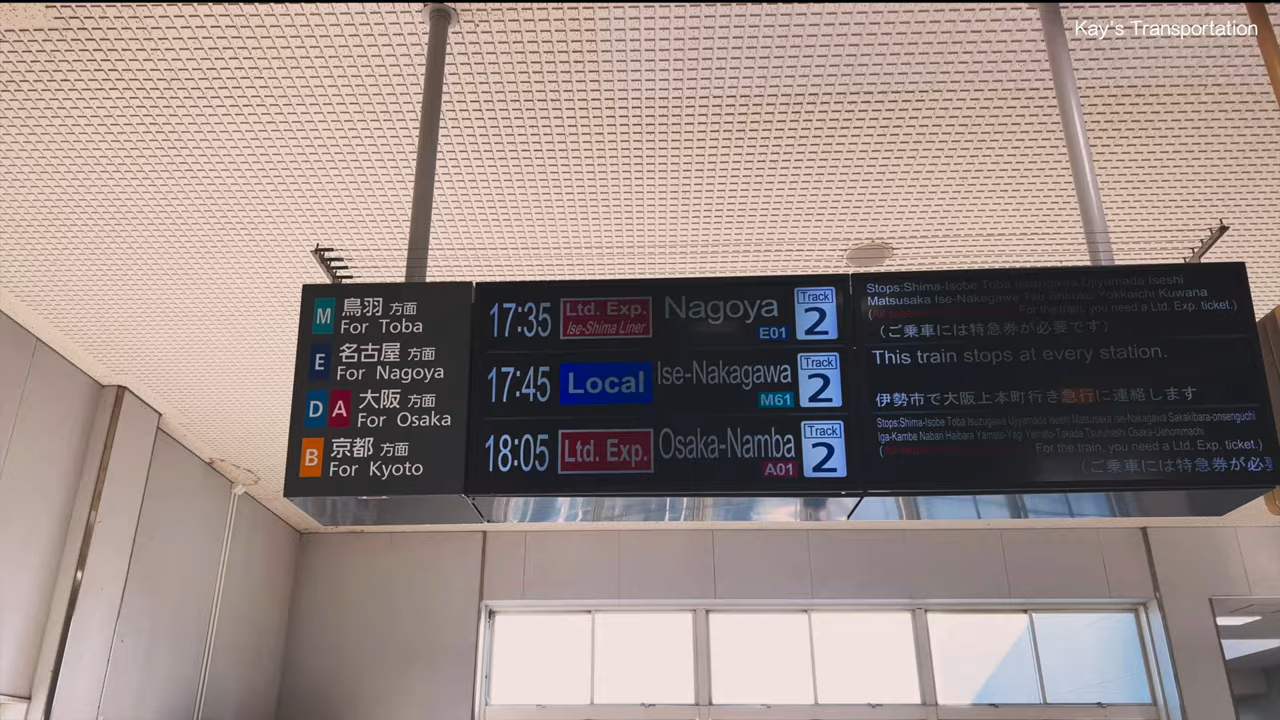 Kay's Transportation
M 鳥羽 方面
For Toba
E 名古屋 方面
For Nagoya
D A 大阪 方面
For Osaka
B 京都 方面
For Kyoto
17:35 Ltd. Exp. Ise-Shima Liner Nagoya E01 Track 2
17:45 Local Ise-Nakagawa M61 Track 2
18:05 Ltd. Exp. Osaka-Namba A01 Track 2
Stops:Shima-Isobe Toba Isuzugawa Ujiyamada Iseshi
Matsusaka Ise-Nakagawa Yokkaichi Kuwana
For the train, you need a Ltd. Exp. ticket.)
(ご乗車には特急券が必要です)
This train stops at every station.
伊勢市で大阪上本町行き急行に連絡します
Stops:Shima-Isobe Toba Isuzugawa Ujiyamada Iseshi Matsusaka Ise-Nakagawa Sakakibara-onsenguchi
Iga-Kambe Nabari Haibara Yamato-Yagi Yamato-Takada Tsuruhashi Osaka-Uehommachi
For the train, you need a Ltd. Exp. ticket.)
(ご乗車には特急券が必